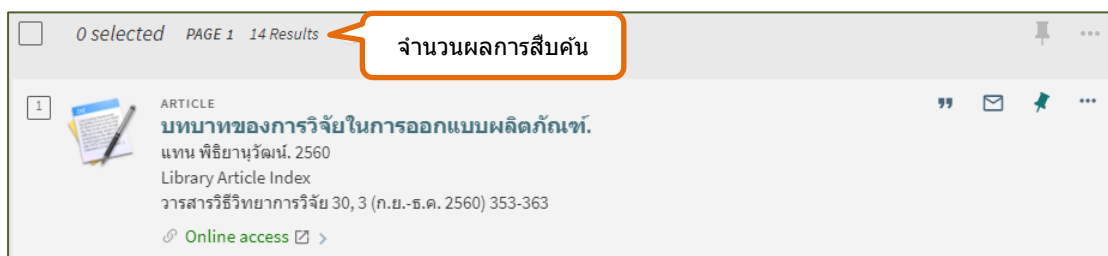 0 selected PAGE 1 14 Results
จำนวนผลการสืบค้น
1
ARTICLE
บทบาทของการวิจัยในการออกแบบผลิตภัณฑ์.
แทน พิธิยานุวัฒน์. 2560
Library Article Index
วารสารวิธีวิทยาการวิจัย 30, 3 (ก.ย.-ธ.ค. 2560) 353-363
Online access